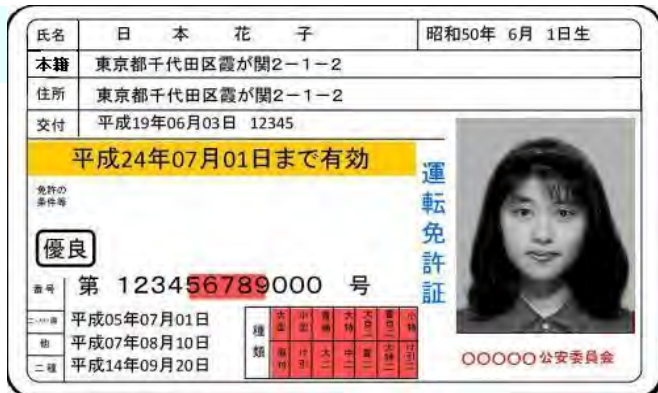 氏名 日本花子 昭和50年 6月 1日生
本籍 東京都千代田区霞が関2－1－2
住所 東京都千代田区霞が関2－1－2
交付 平成19年06月03日 12345
平成24年07月01日まで有効
免許の
条件等
運転免許証
優良
番号 第 123456789000 号
平成05年07月01日
他 平成07年08月10日
二種 平成14年09月20日
種類
○○○○○公安委員会